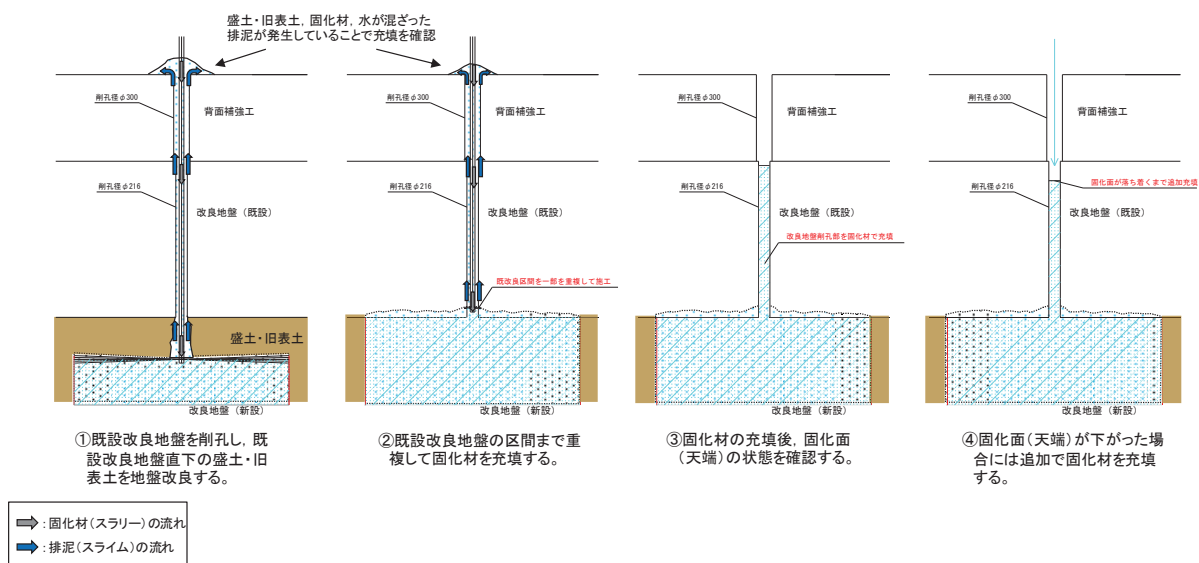 盛土・旧表土，固化材，水が混ざった
排泥が発生していることで充填を確認
削孔径φ300
背面補強工
削孔径φ216
改良地盤（既設）
盛土・旧表土
改良地盤（新設）
①既設改良地盤を削孔し，既
設改良地盤直下の盛土・旧
表土を地盤改良する。
削孔径φ300
背面補強工
削孔径φ216
改良地盤（既設）
既改良区間を一部を重複して施工
改良地盤（新設）
②既設改良地盤の区間まで重
複して固化材を充填する。
削孔径φ300
背面補強工
削孔径φ216
改良地盤（既設）
改良地盤削孔部を固化材で充填
改良地盤（新設）
③固化材の充填後，固化面
（天端）の状態を確認する。
削孔径φ300
背面補強工
固化面が落ち着くまで追加充填
削孔径φ216
改良地盤（既設）
改良地盤（新設）
④固化面（天端）が下がった場
合には追加で固化材を充填
する。
：固化材（スラリー）の流れ
：排泥（スライム）の流れ